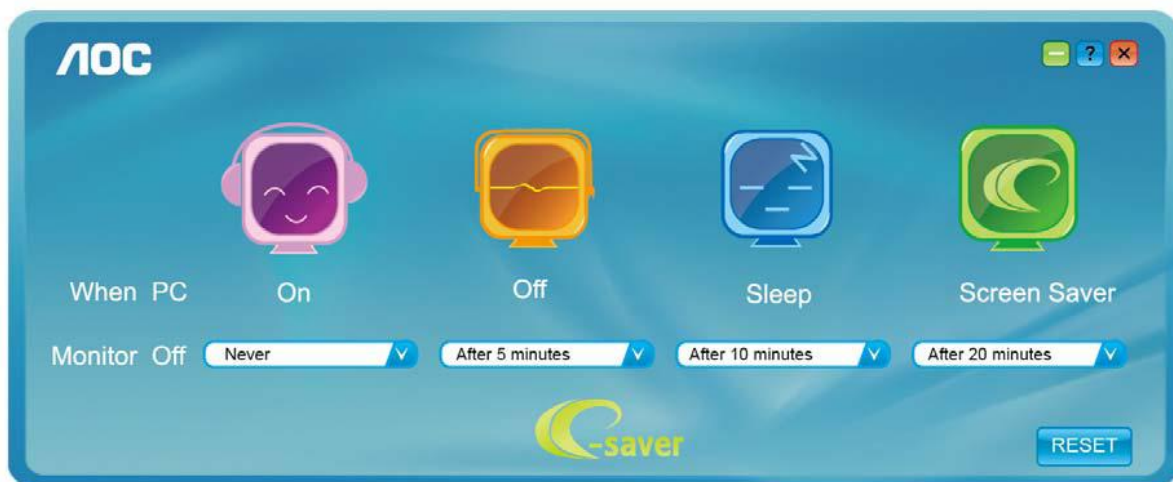 AOC
?
When PC On Off Sleep Screen Saver
Monitor Off Never After 5 minutes After 10 minutes After 20 minutes
e-saver
RESET